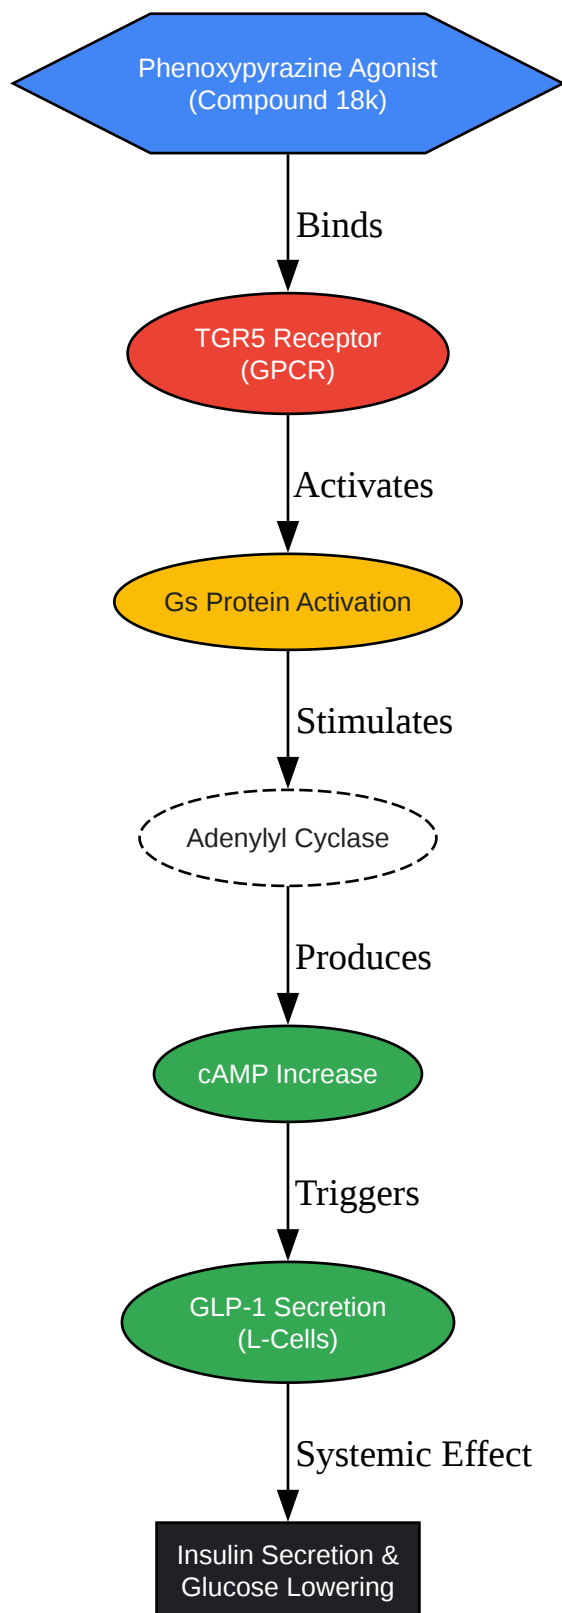 Phenoxypyrazine Agonist
(Compound 18k)
Binds
TGR5 Receptor
(GPCR)
Activates
Gs Protein Activation
Stimulates
Adenylyl Cyclase
Produces
cAMP Increase
Triggers
GLP-1 Secretion
(L-Cells)
Systemic Effect
Insulin Secretion &
Glucose Lowering